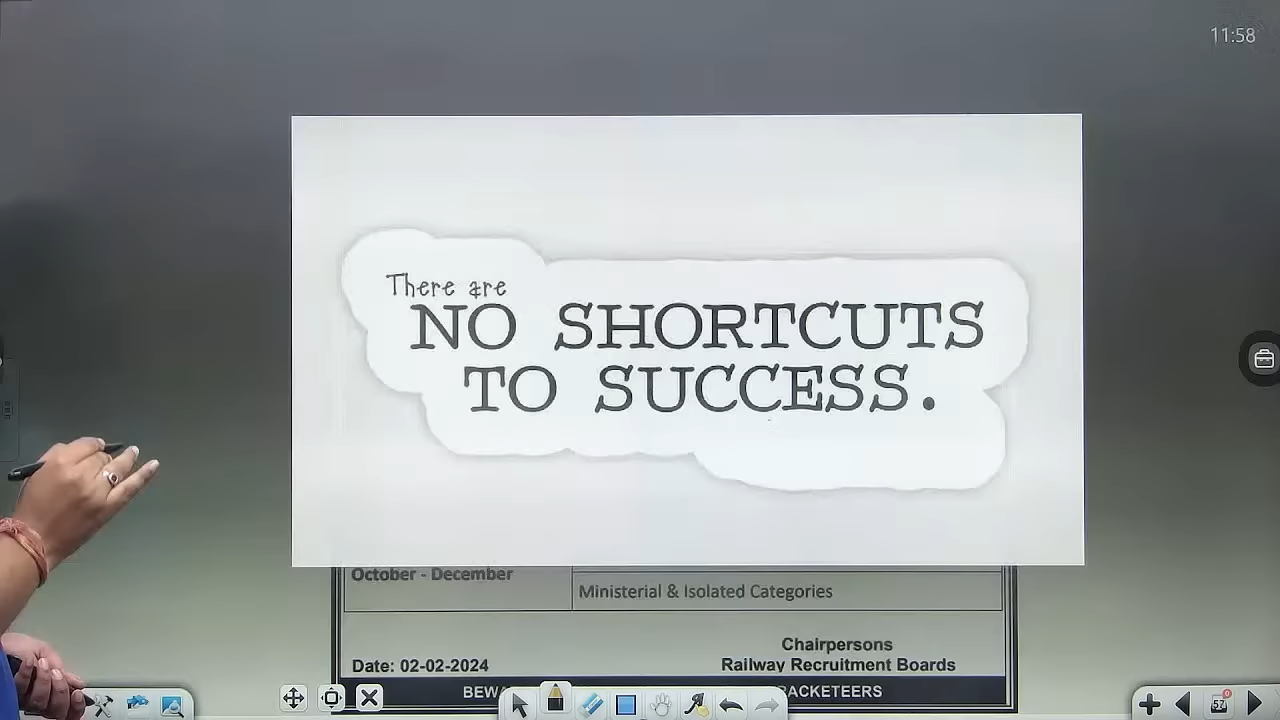 11:58
There are
NO SHORTCUTS
TO SUCCESS.
October - December
Ministerial & Isolated Categories
Chairpersons
Date: 02-02-2024
Railway Recruitment Boards
BEW
RACKETEERS
57